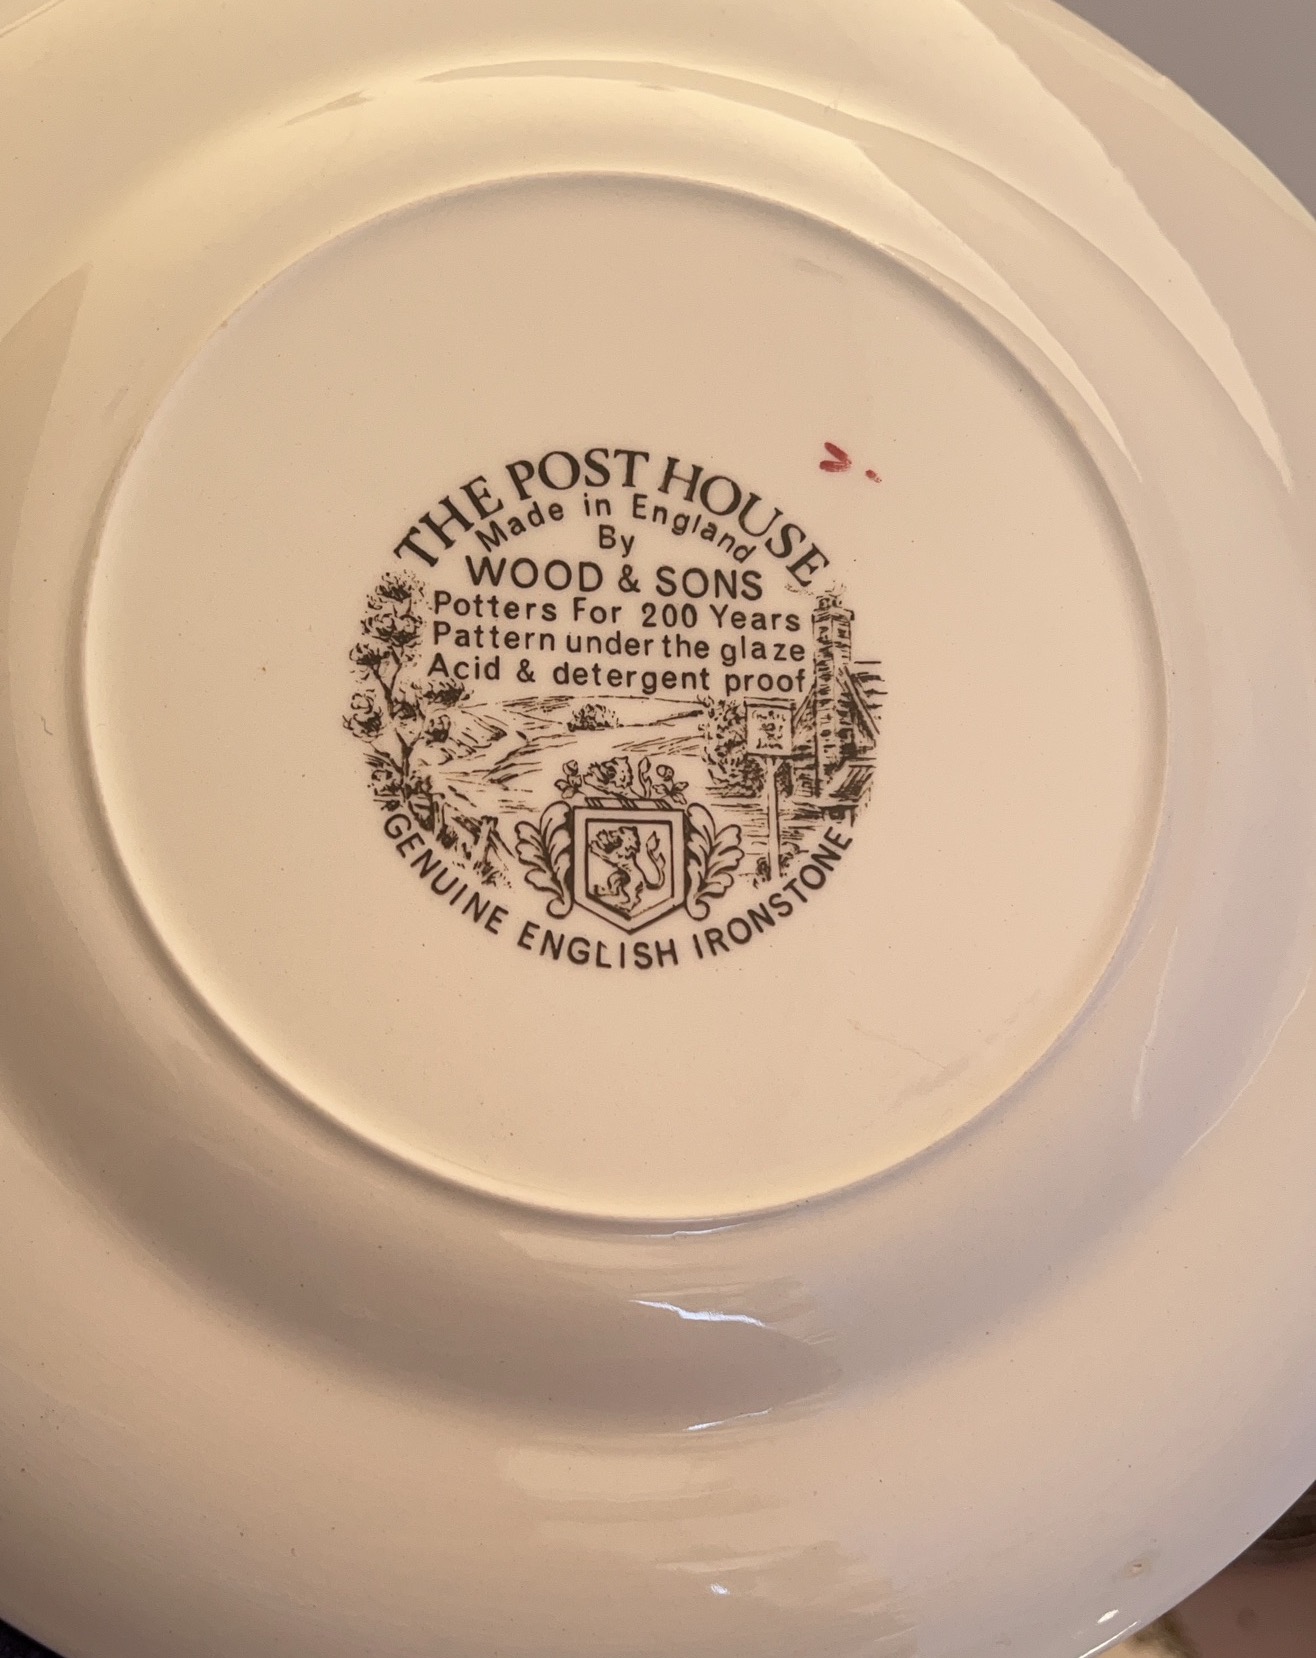 THE POST HOUSE
Made in England
By
WOOD & SONS
Potters For 200 Years
Pattern under the glaze
Acid & detergent proof
GENUINE ENGLISH IRONSTONE